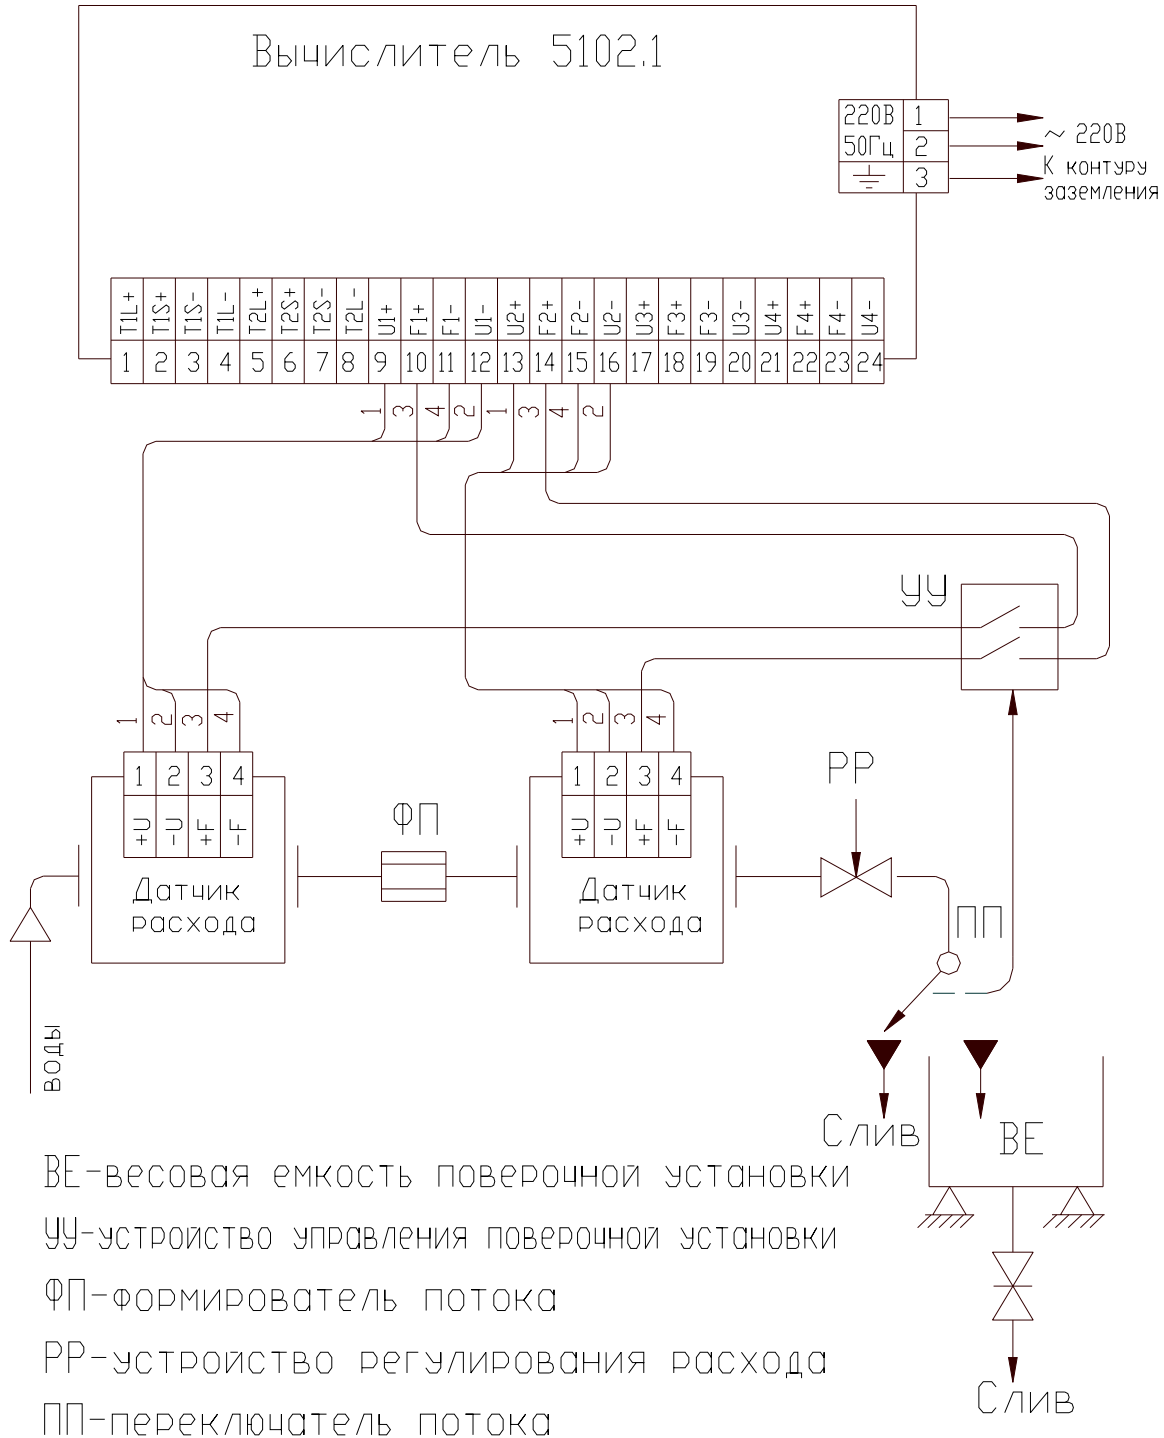 Вычислитель 5102.1
220В 1
50Гц 2
3
~ 220В
К контуру
заземления
T1L+ T1S+ T1S- T1L- T2L+ T2S+ T2S- T2L- U1+ F1+ F1- U1- U2+ F2+ F2- U2- U3+ F3+ F3- U3- U4+ F4+ F4- U4-
1 2 3 4 5 6 7 8 9 10 11 12 13 14 15 16 17 18 19 20 21 22 23 24
1 3 4 2 1 3 4 2
УУ
1 2 3 4
1 2 3 4
1 2 3 4
+U -U +F -F
Датчик
расхода
ФП
1 2 3 4
+U -U +F -F
Датчик
расхода
РР
ПП
воды
Слив
ВЕ
Слив
ВЕ-весовая емкость поверочной установки
УУ-устройство управления поверочной установки
ФП-формирователь потока
РР-устройство регулирования расхода
ПП-переключатель потока